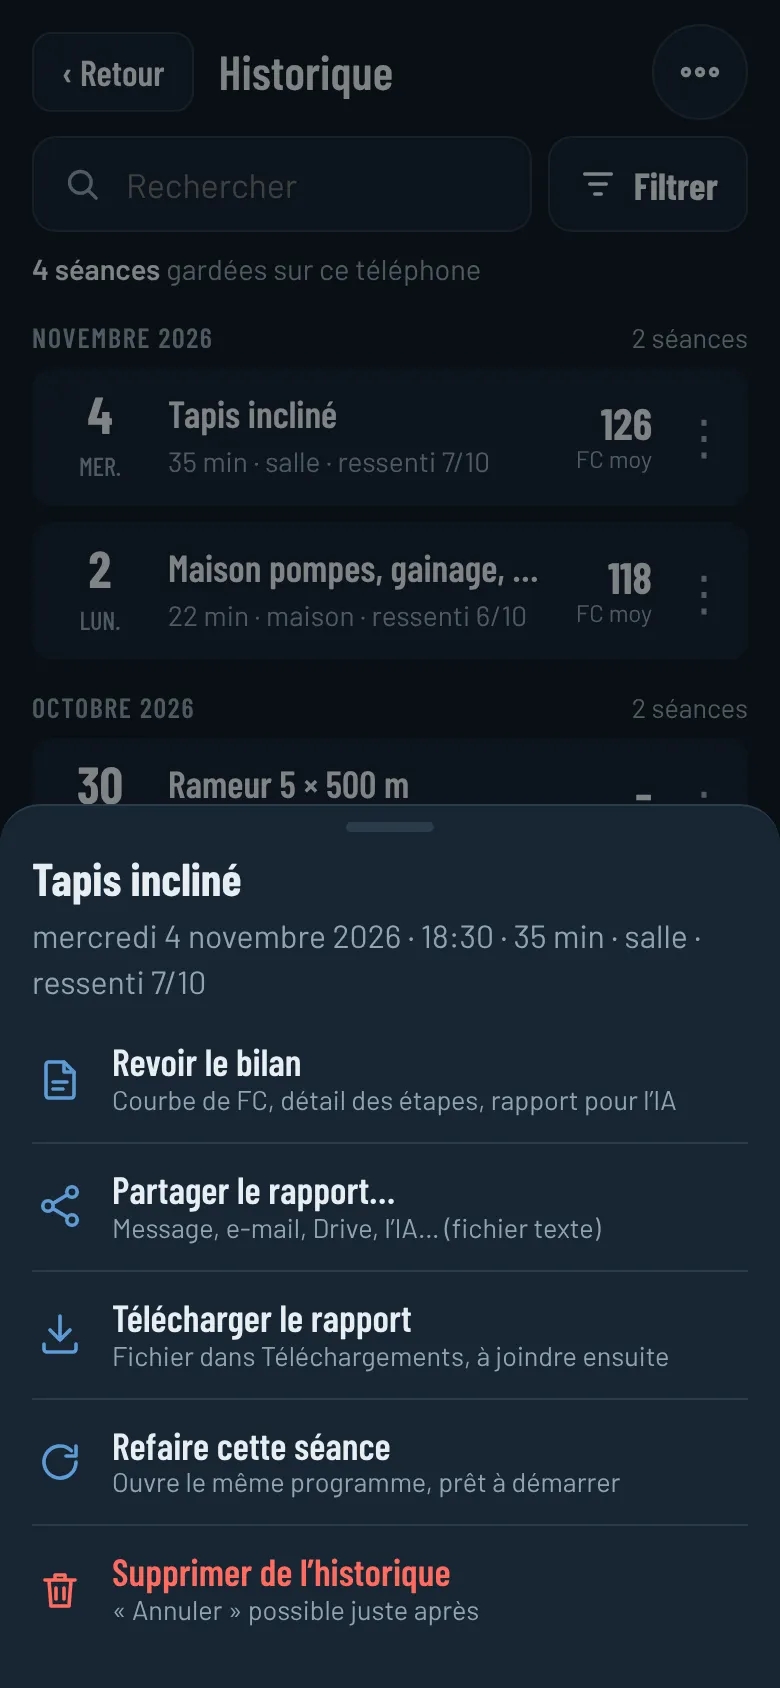 ‹ Retour
Historique
Rechercher
Filtrer
4 séances gardées sur ce téléphone
NOVEMBRE 2026
2 séances
4
MER.
Tapis incliné
35 min · salle · ressenti 7/10
126
FC moy
2
LUN.
Maison pompes, gainage, ...
22 min · maison · ressenti 6/10
118
FC moy
OCTOBRE 2026
2 séances
30
Rameur 5 × 500 m
–
Tapis incliné
mercredi 4 novembre 2026 · 18:30 · 35 min · salle ·
ressenti 7/10
Revoir le bilan
Courbe de FC, détail des étapes, rapport pour l’IA
Partager le rapport…
Message, e-mail, Drive, l’IA… (fichier texte)
Télécharger le rapport
Fichier dans Téléchargements, à joindre ensuite
Refaire cette séance
Ouvre le même programme, prêt à démarrer
Supprimer de l’historique
« Annuler » possible juste après